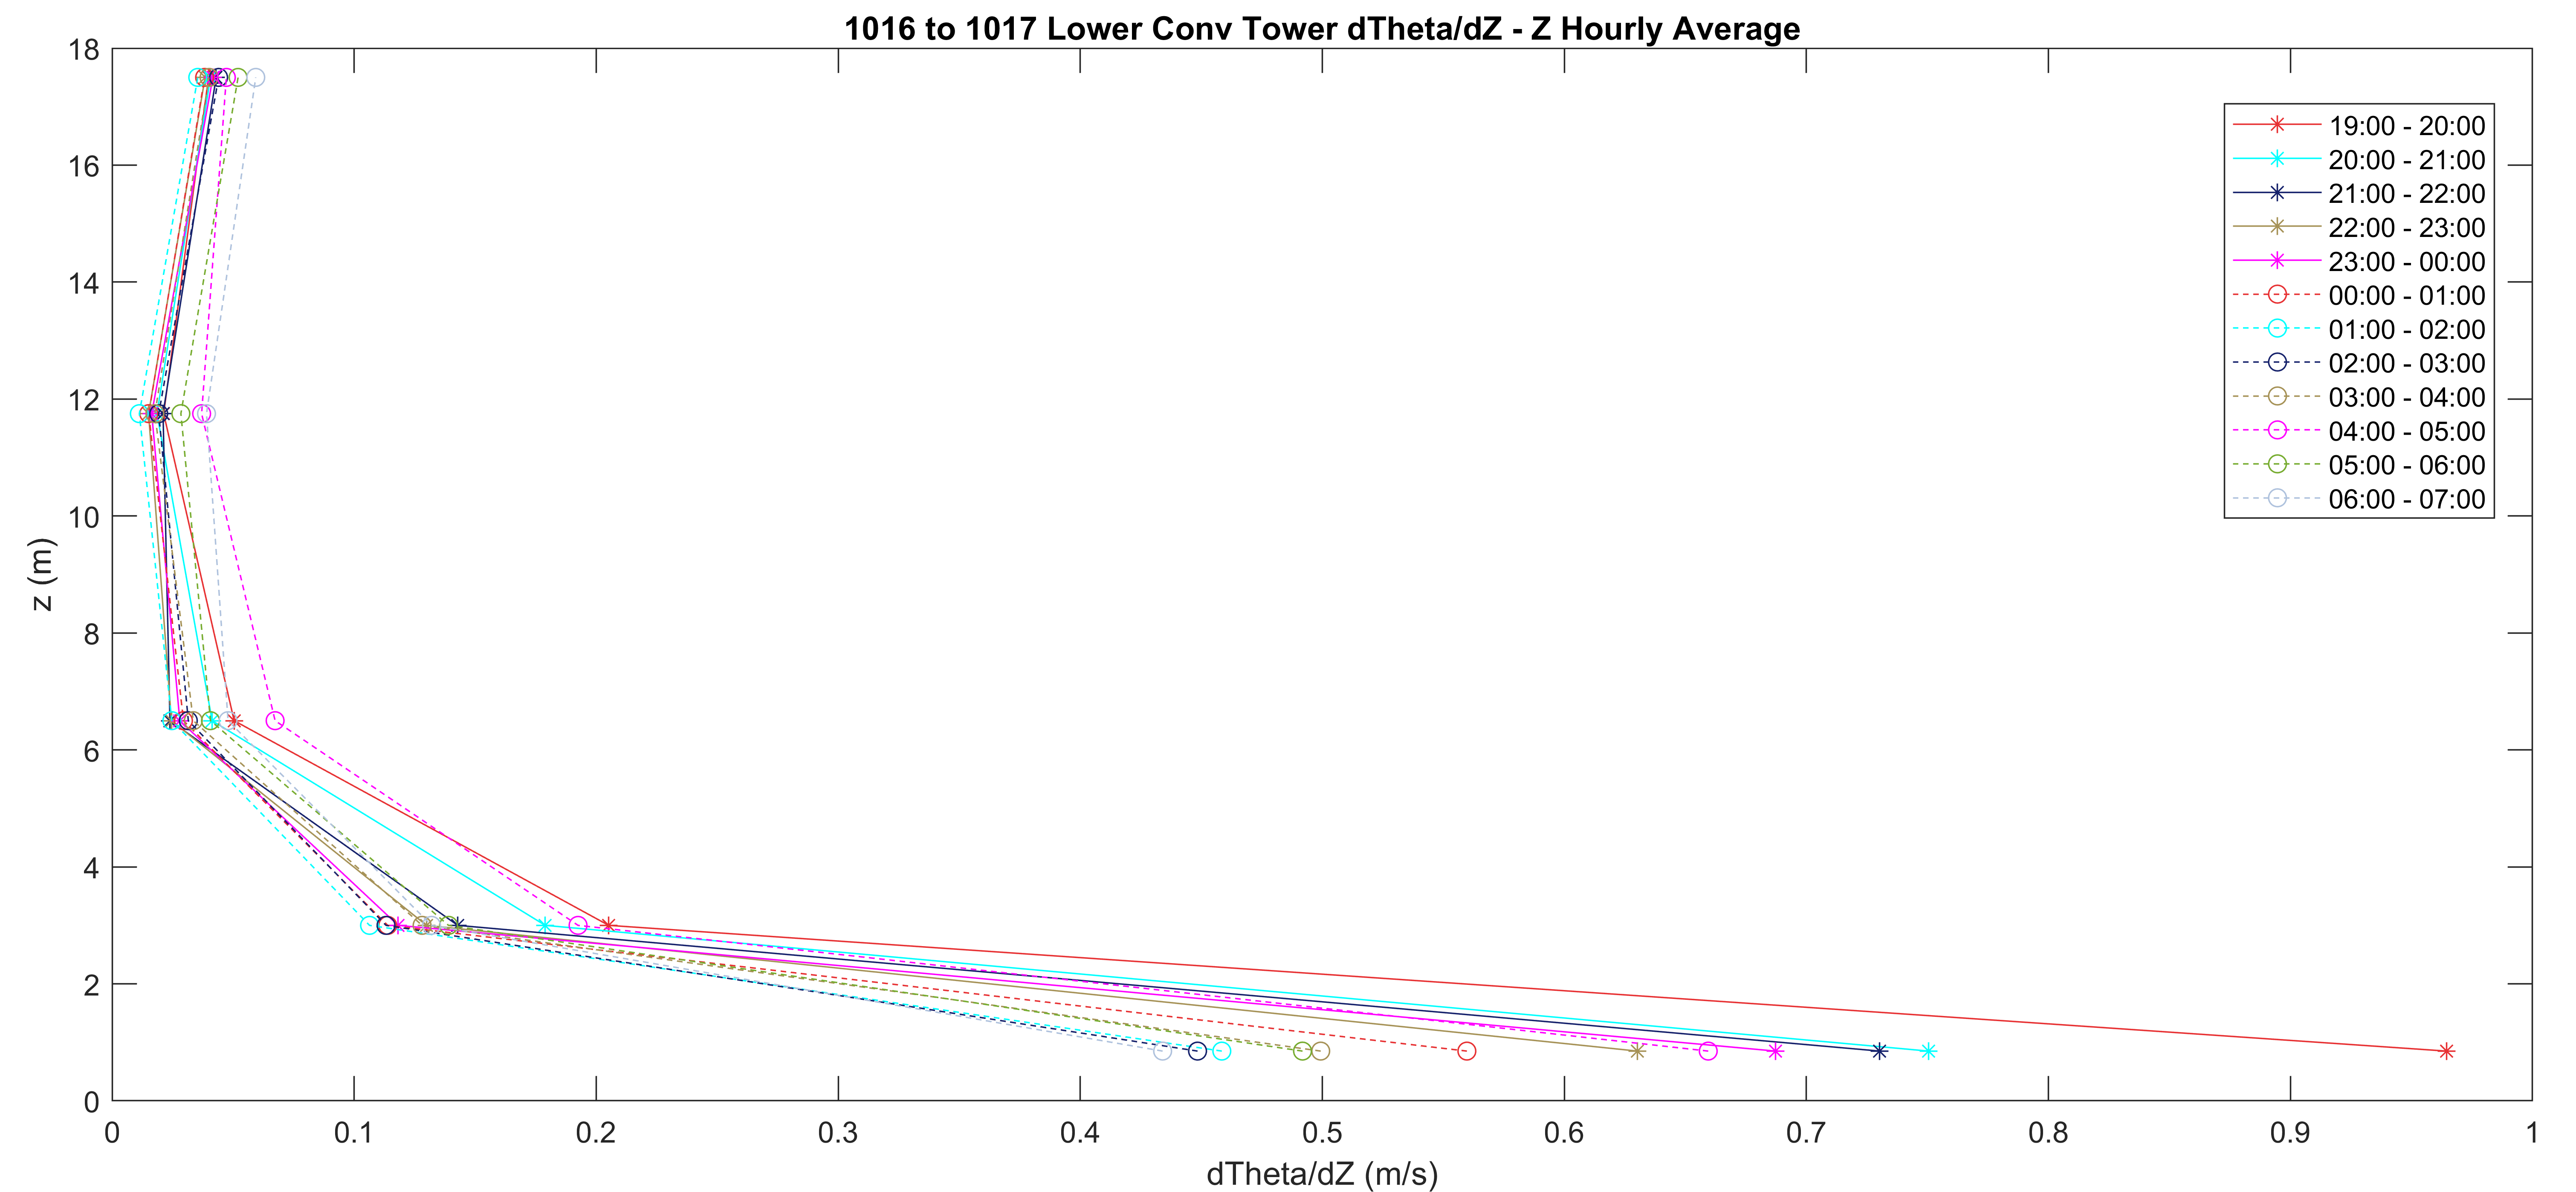 1016 to 1017 Lower Conv Tower dTheta/dZ - Z Hourly Average
18
16
14
12
10
8
6
4
2
0
z (m)
19:00 - 20:00
20:00 - 21:00
21:00 - 22:00
22:00 - 23:00
23:00 - 00:00
00:00 - 01:00
01:00 - 02:00
02:00 - 03:00
03:00 - 04:00
04:00 - 05:00
05:00 - 06:00
06:00 - 07:00
0 0.1 0.2 0.3 0.4 0.5 0.6 0.7 0.8 0.9 1
dTheta/dZ (m/s)